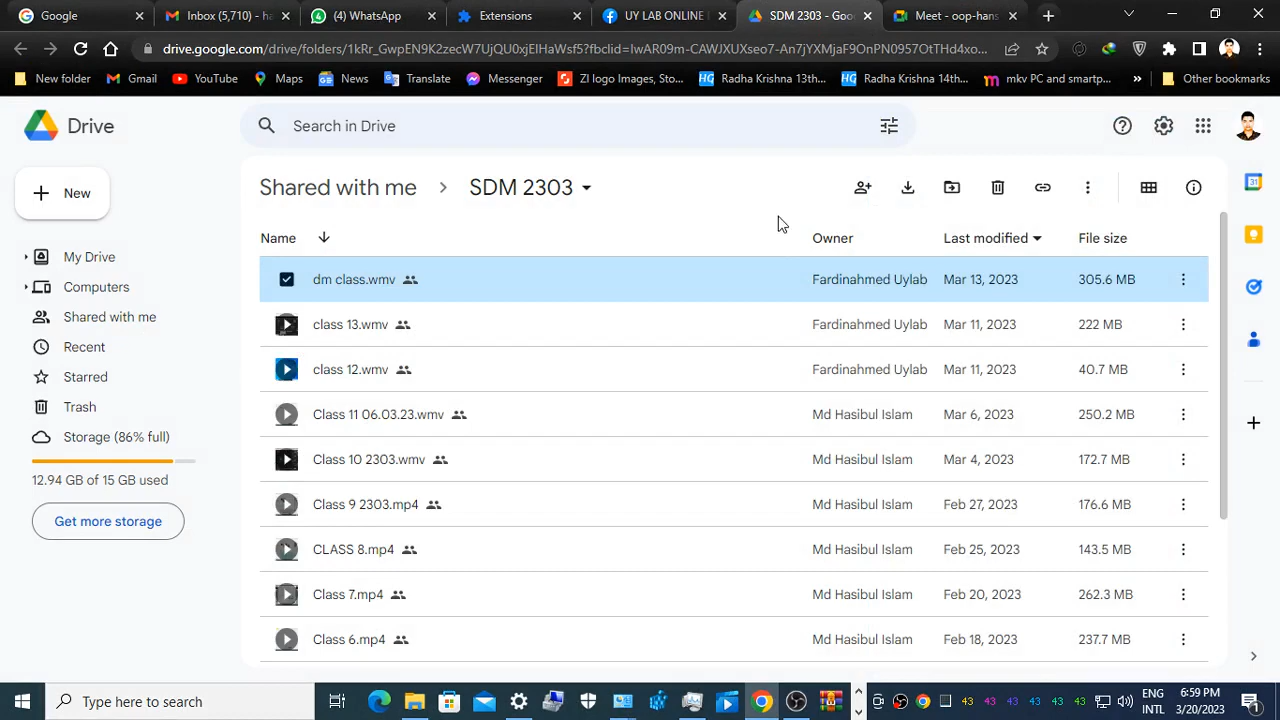 Google
Inbox (5,710) - ha
(4) WhatsApp
Extensions
UY LAB ONLINE
SDM 2303 - Goo
Meet - oop-hans
drive.google.com/drive/folders/1kRr_GwpEN9K2zecW7UjQU0xjEIHaWsf5?fbclid=IwAR09m-CAWJXUXseo7-An7jYXMjaF9OnPN0957OtTHd4xo...
New folder
Gmail
YouTube
Maps
News
Translate
Messenger
ZI logo Images, Sto...
Radha Krishna 13th...
Radha Krishna 14th...
mkv PC and smartp...
Other bookmarks
Drive
Search in Drive
New
Shared with me
SDM 2303
Name
Owner
Last modified
File size
My Drive
Computers
Shared with me
Recent
Starred
Trash
Storage (86% full)
12.94 GB of 15 GB used
Get more storage
dm class.wmv Fardinahmed Uylab Mar 13, 2023 305.6 MB
class 13.wmv Fardinahmed Uylab Mar 11, 2023 222 MB
class 12.wmv Fardinahmed Uylab Mar 11, 2023 40.7 MB
Class 11 06.03.23.wmv Md Hasibul Islam Mar 6, 2023 250.2 MB
Class 10 2303.wmv Md Hasibul Islam Mar 4, 2023 172.7 MB
Class 9 2303.mp4 Md Hasibul Islam Feb 27, 2023 176.6 MB
CLASS 8.mp4 Md Hasibul Islam Feb 25, 2023 143.5 MB
Class 7.mp4 Md Hasibul Islam Feb 20, 2023 262.3 MB
Class 6.mp4 Md Hasibul Islam Feb 18, 2023 237.7 MB
31
Type here to search
43 43 43 43 43
ENG
INTL
6:59 PM
3/20/2023
1